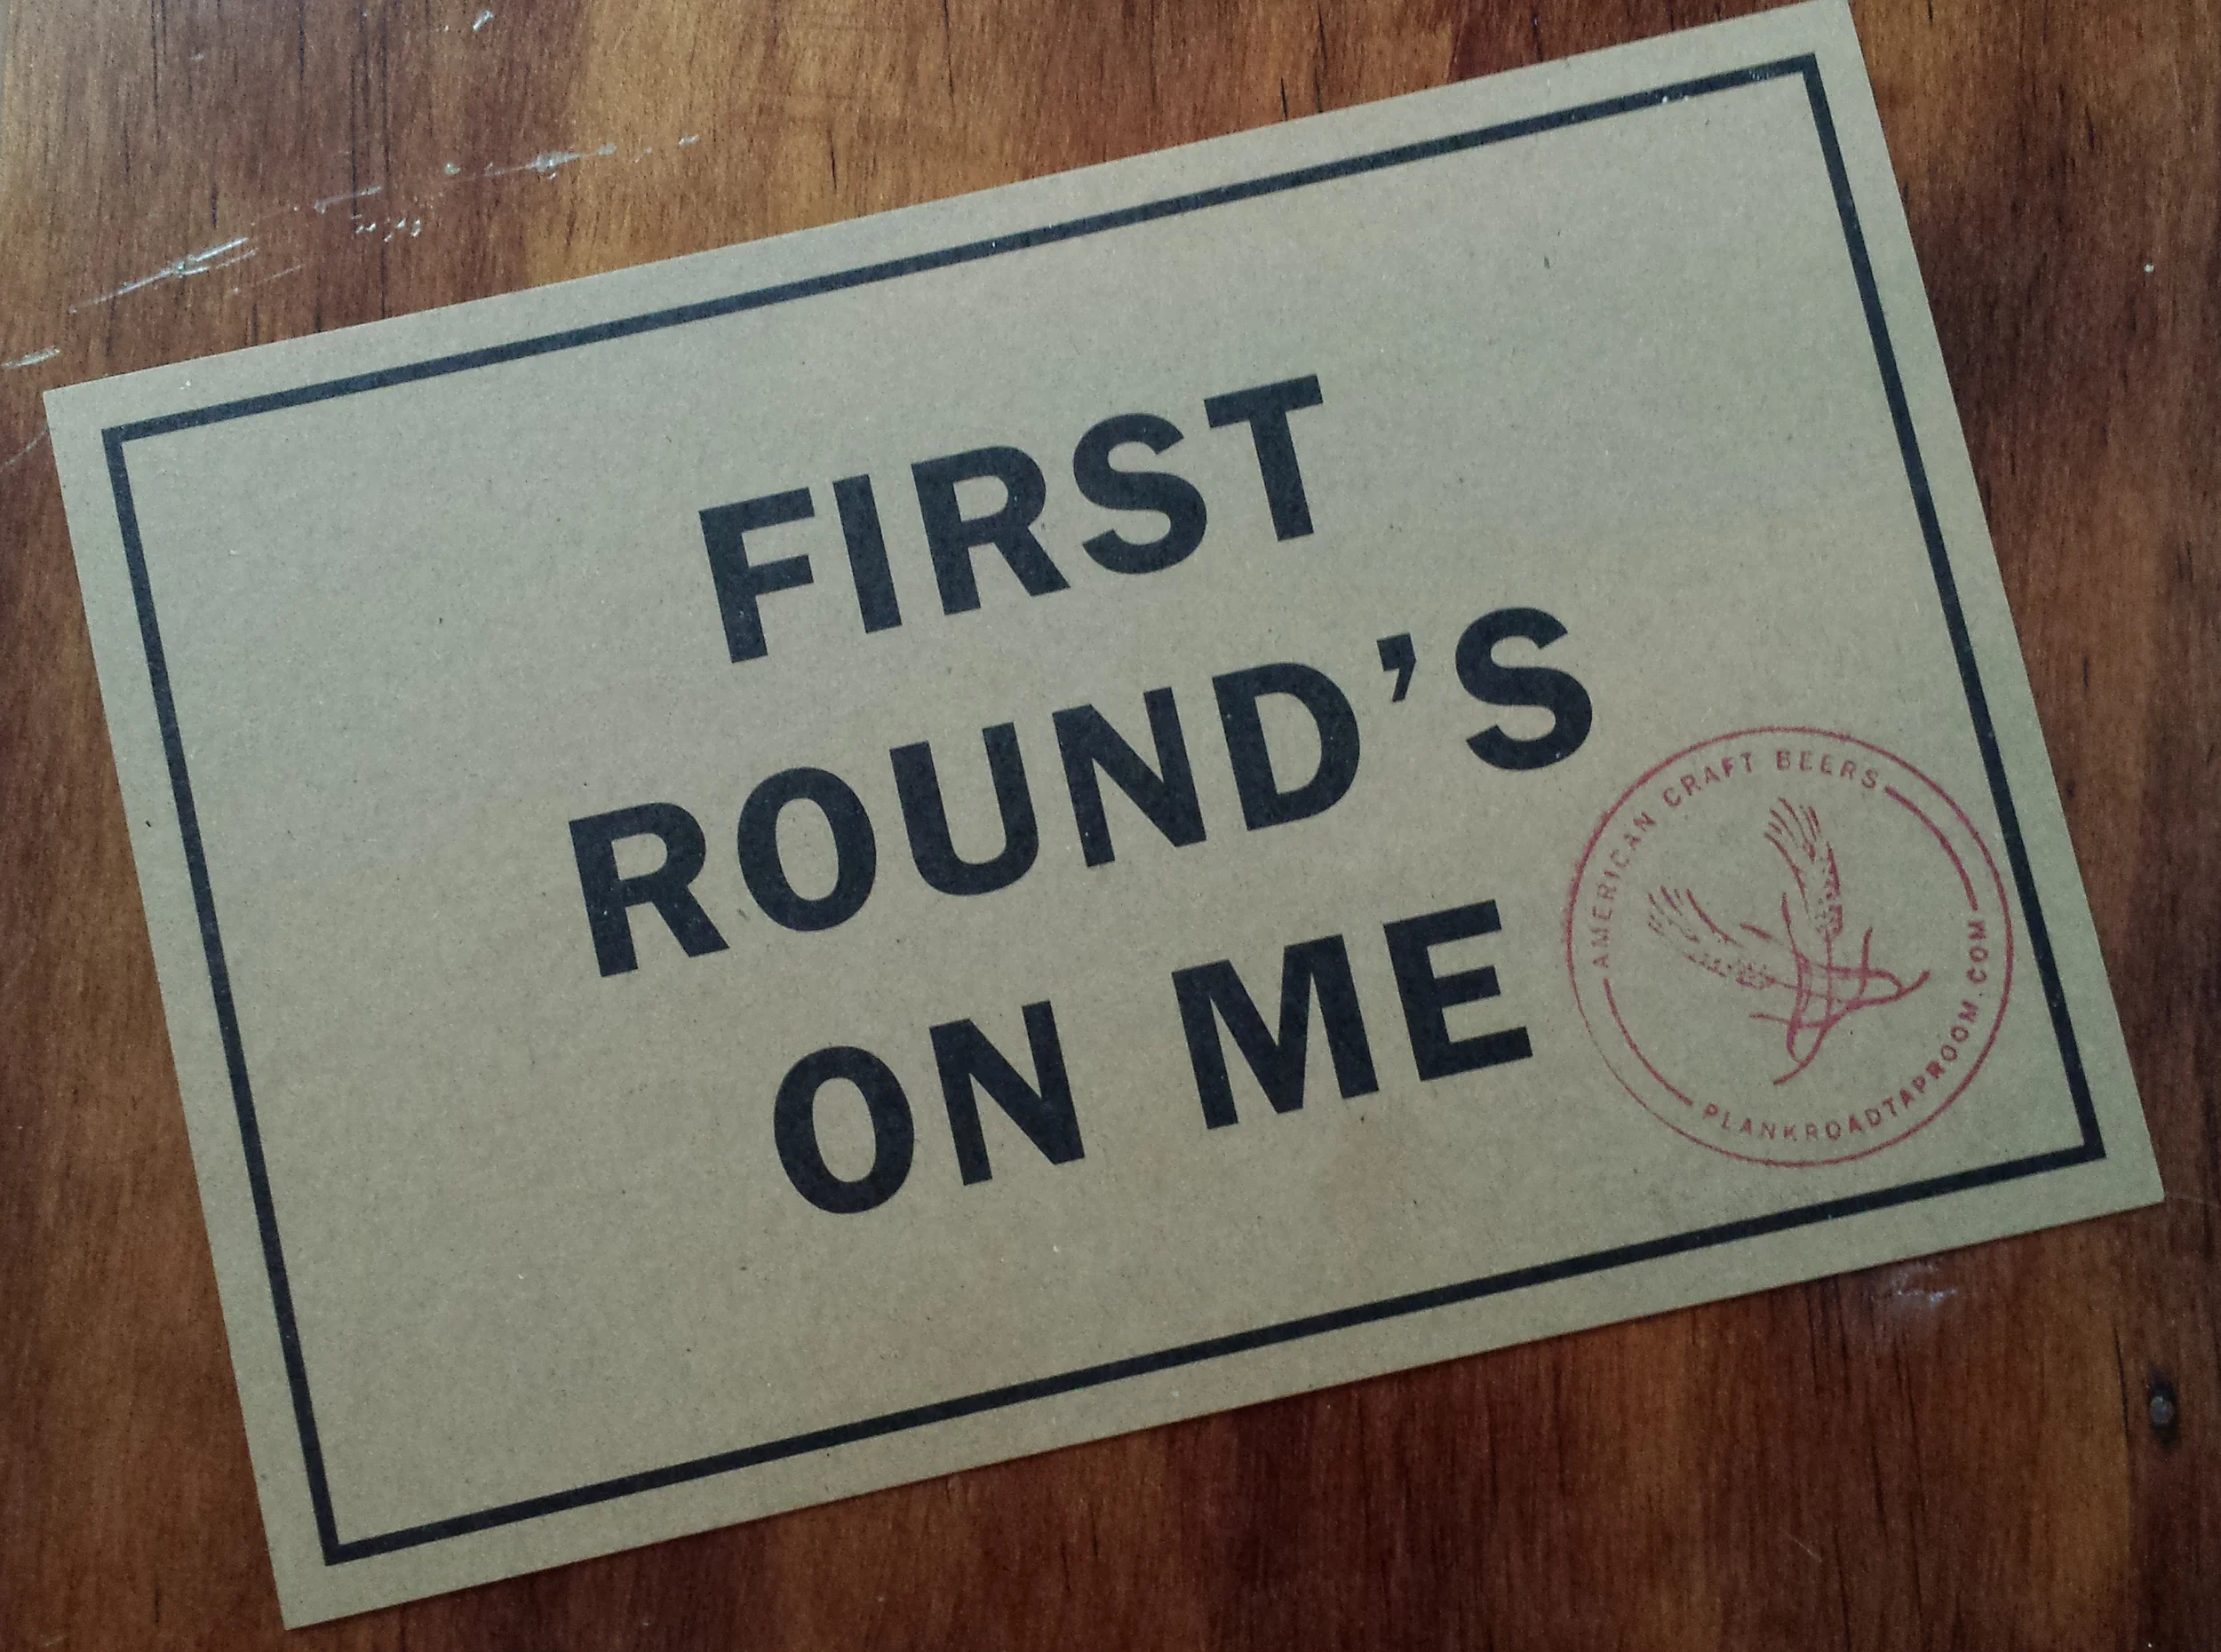 FIRST
ROUND’S
ON ME
AMERICAN CRAFT BEERS
PLANKROADTAPROOM.COM